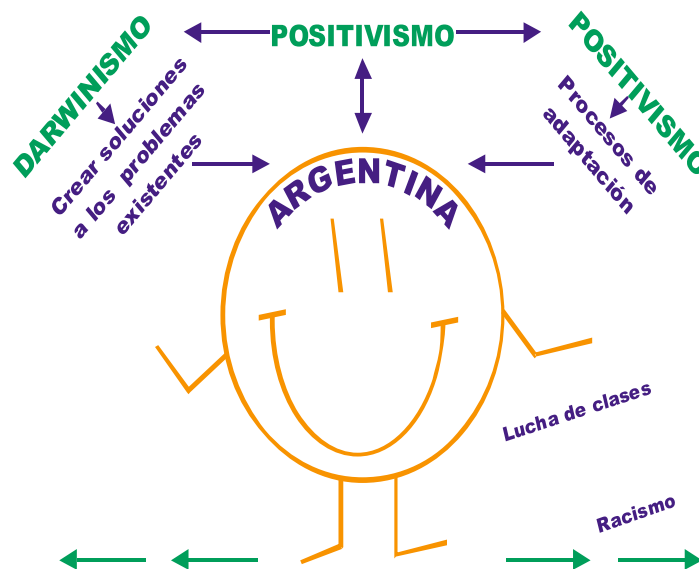 POSITIVISMO
DARWINISMO
Crear soluciones
a los problemas
existentes
POSITIVISMO
Procesos de
adaptación
ARGENTINA
Lucha de clases
Racismo